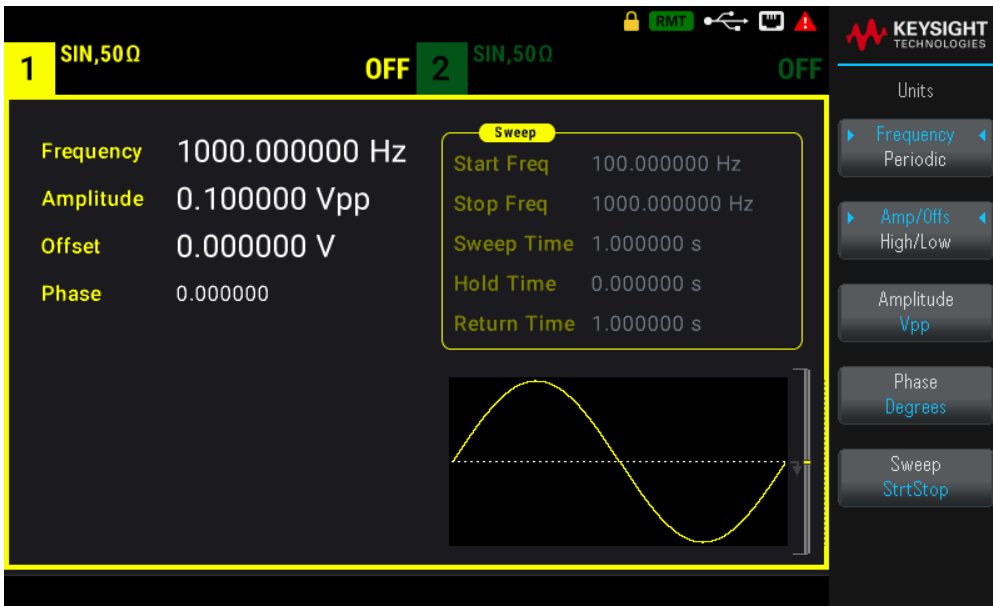 RMT
KEYSIGHT
TECHNOLOGIES
1 SIN,50Ω OFF 2 SIN,50Ω OFF
Units
Frequency 1000.000000 Hz
Amplitude 0.100000 Vpp
Offset 0.000000 V
Phase 0.000000
Sweep
Start Freq 100.000000 Hz
Stop Freq 1000.000000 Hz
Sweep Time 1.000000 s
Hold Time 0.000000 s
Return Time 1.000000 s
Frequency
Periodic
Amp/Offs
High/Low
Amplitude
Vpp
Phase
Degrees
Sweep
StrtStop